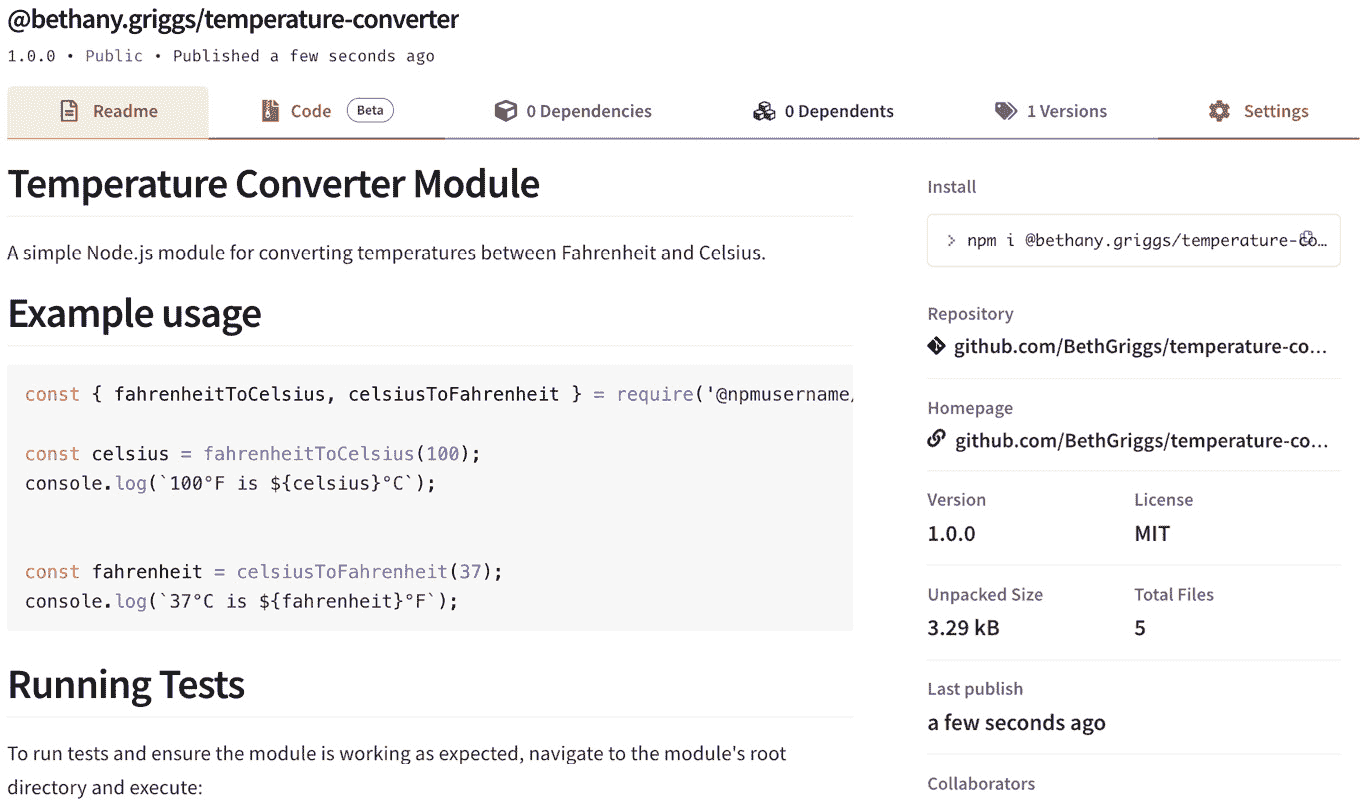 @bethany.griggs/temperature-converter
1.0.0 • Public • Published a few seconds ago
Readme
Code Beta
0 Dependencies
0 Dependents
1 Versions
Settings
Temperature Converter Module
A simple Node.js module for converting temperatures between Fahrenheit and Celsius.
Example usage
const { fahrenheitToCelsius, celsiusToFahrenheit } = require('@npmusername/
const celsius = fahrenheitToCelsius(100);
console.log(`100°F is ${celsius}°C`);
const fahrenheit = celsiusToFahrenheit(37);
console.log(`37°C is ${fahrenheit}°F`);
Running Tests
To run tests and ensure the module is working as expected, navigate to the module's root
directory and execute:
Install
> npm i @bethany.griggs/temperature-co…
Repository
github.com/BethGriggs/temperature-co…
Homepage
github.com/BethGriggs/temperature-co…
Version
1.0.0
License
MIT
Unpacked Size
3.29 kB
Total Files
5
Last publish
a few seconds ago
Collaborators